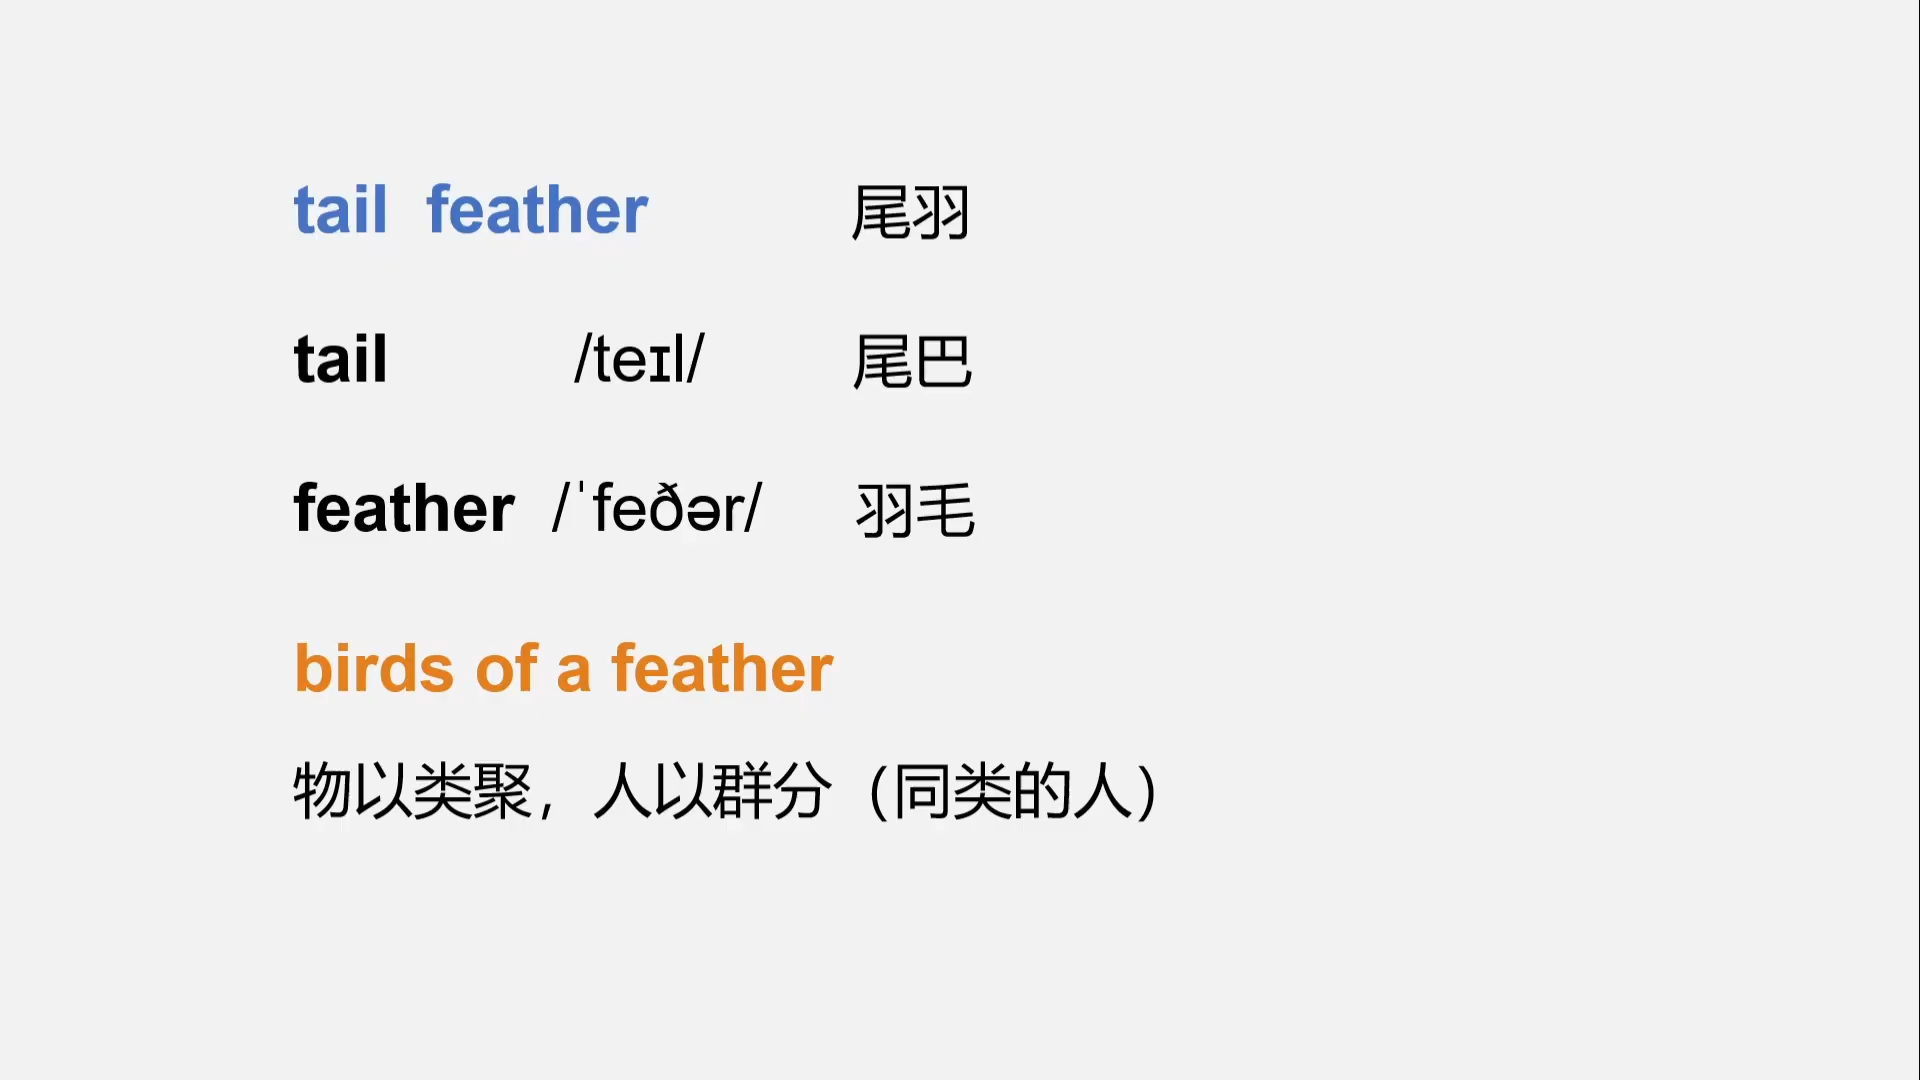 tail feather 尾羽
tail /teɪl/ 尾巴
feather /ˈfeðər/ 羽毛
birds of a feather
物以类聚，人以群分（同类的人）